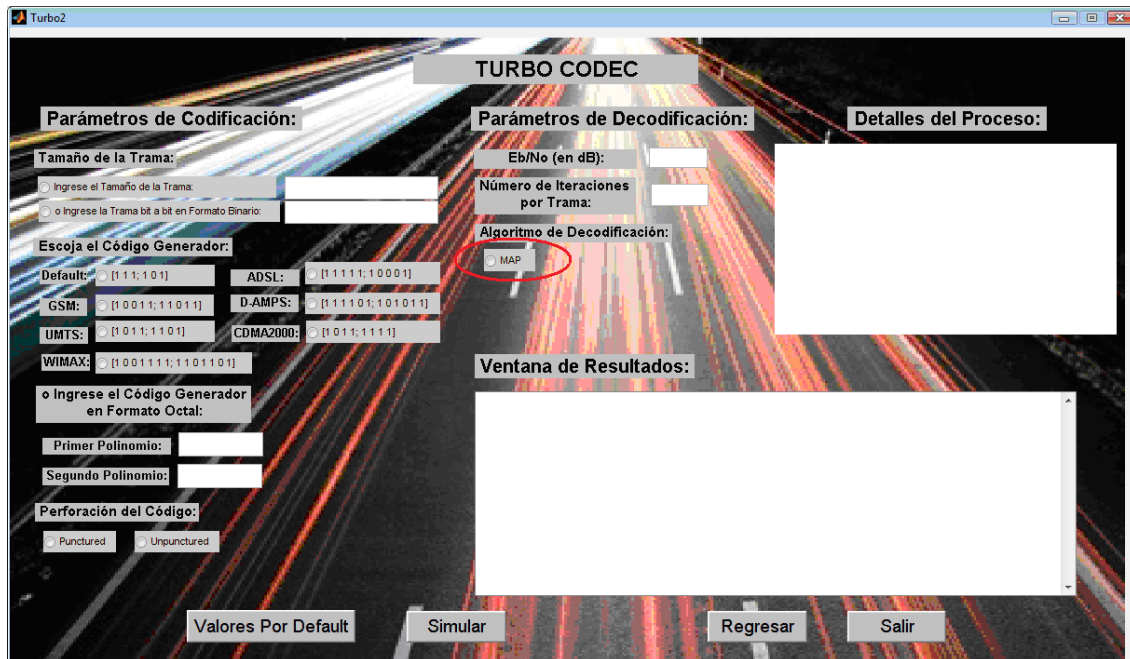 Turbo2
TURBO CODEC
Parámetros de Codificación:
Tamaño de la Trama:
Ingrese el Tamaño de la Trama:
o Ingrese la Trama bit a bit en Formato Binario:
Escoja el Código Generador:
Default: [1 1 1; 1 0 1]
ADSL: [1 1 1 1 1; 1 0 0 0 1]
GSM: [1 0 0 1 1; 1 1 0 1 1]
D-AMPS: [1 1 1 1 0 1; 1 0 1 0 1 1]
UMTS: [1 0 1 1; 1 1 0 1]
CDMA2000: [1 0 1 1; 1 1 1 1]
WIMAX: [1 0 0 1 1 1 1; 1 1 0 1 1 0 1]
o Ingrese el Código Generador
en Formato Octal:
Primer Polinomio:
Segundo Polinomio:
Perforación del Código:
Punctured
Unpunctured
Parámetros de Decodificación:
Eb/No (en dB):
Número de Iteraciones
por Trama:
Algoritmo de Decodificación:
MAP
Detalles del Proceso:
Ventana de Resultados:
Valores Por Default
Simular
Regresar
Salir